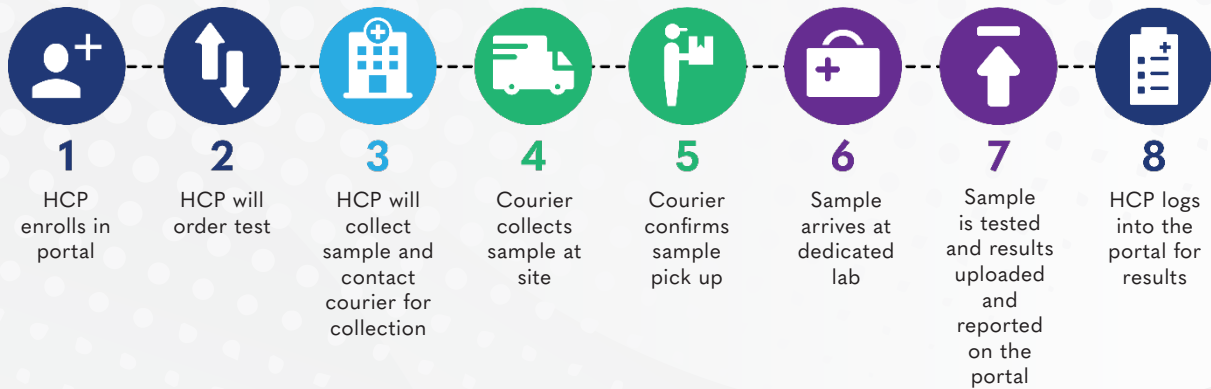 1
HCP
enrolls in
portal
2
HCP will
order test
3
HCP will
collect
sample and
contact
courier for
collection
4
Courier
collects
sample at
site
5
Courier
confirms
sample
pick up
6
Sample
arrives at
dedicated
lab
7
Sample
is tested
and results
uploaded
and
reported
on the
portal
8
HCP logs
into the
portal for
results